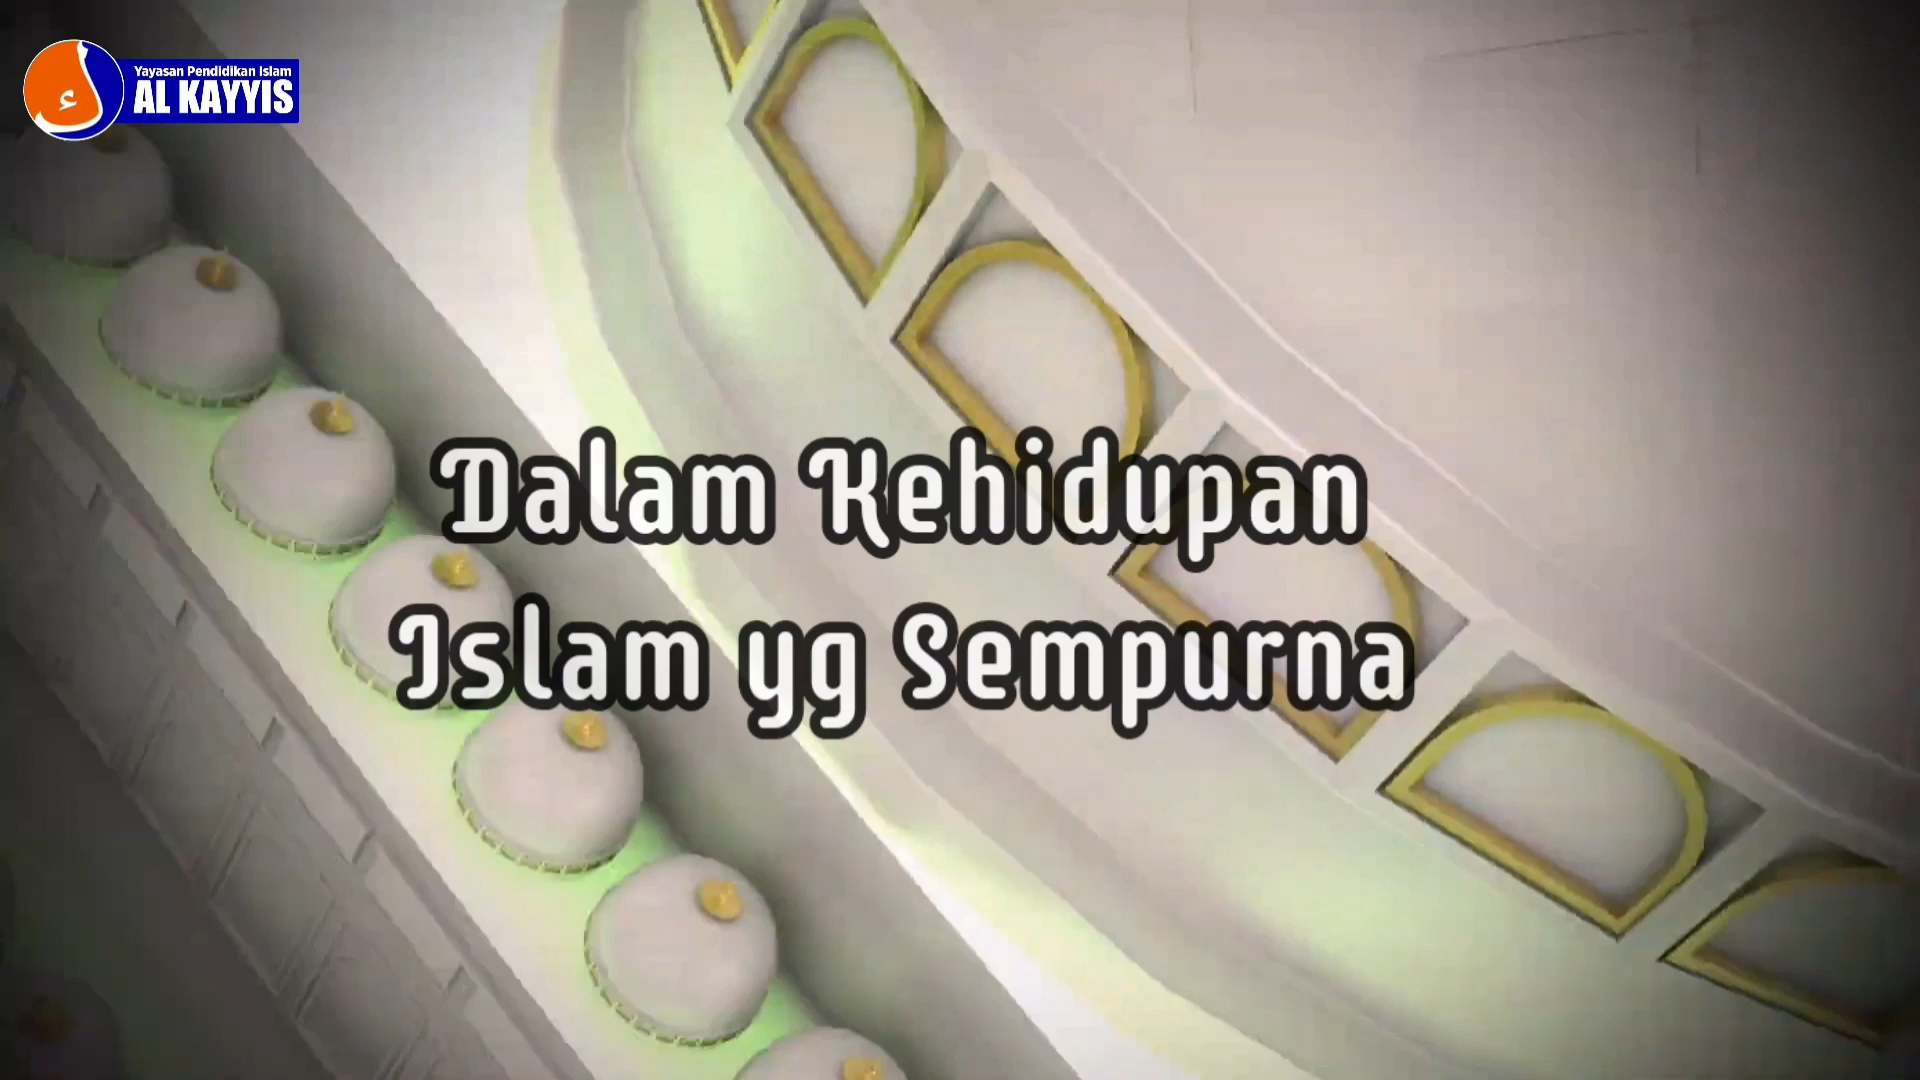 Yayasan Pendidikan Islam
AL KAYYIS
Dalam Kehidupan
Islam yg Sempurna